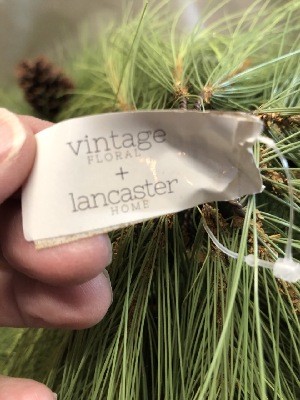 vintage
FLORAL
+
lancaster
HOME